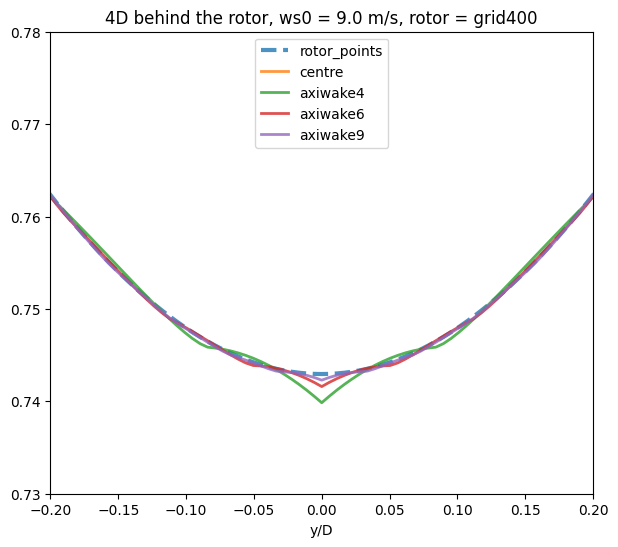 4D behind the rotor, ws0 = 9.0 m/s, rotor = grid400
0.78
0.77
0.76
0.75
0.74
0.73
rotor_points
centre
axiwake4
axiwake6
axiwake9
−0.20 −0.15 −0.10 −0.05 0.00 0.05 0.10 0.15 0.20
y/D